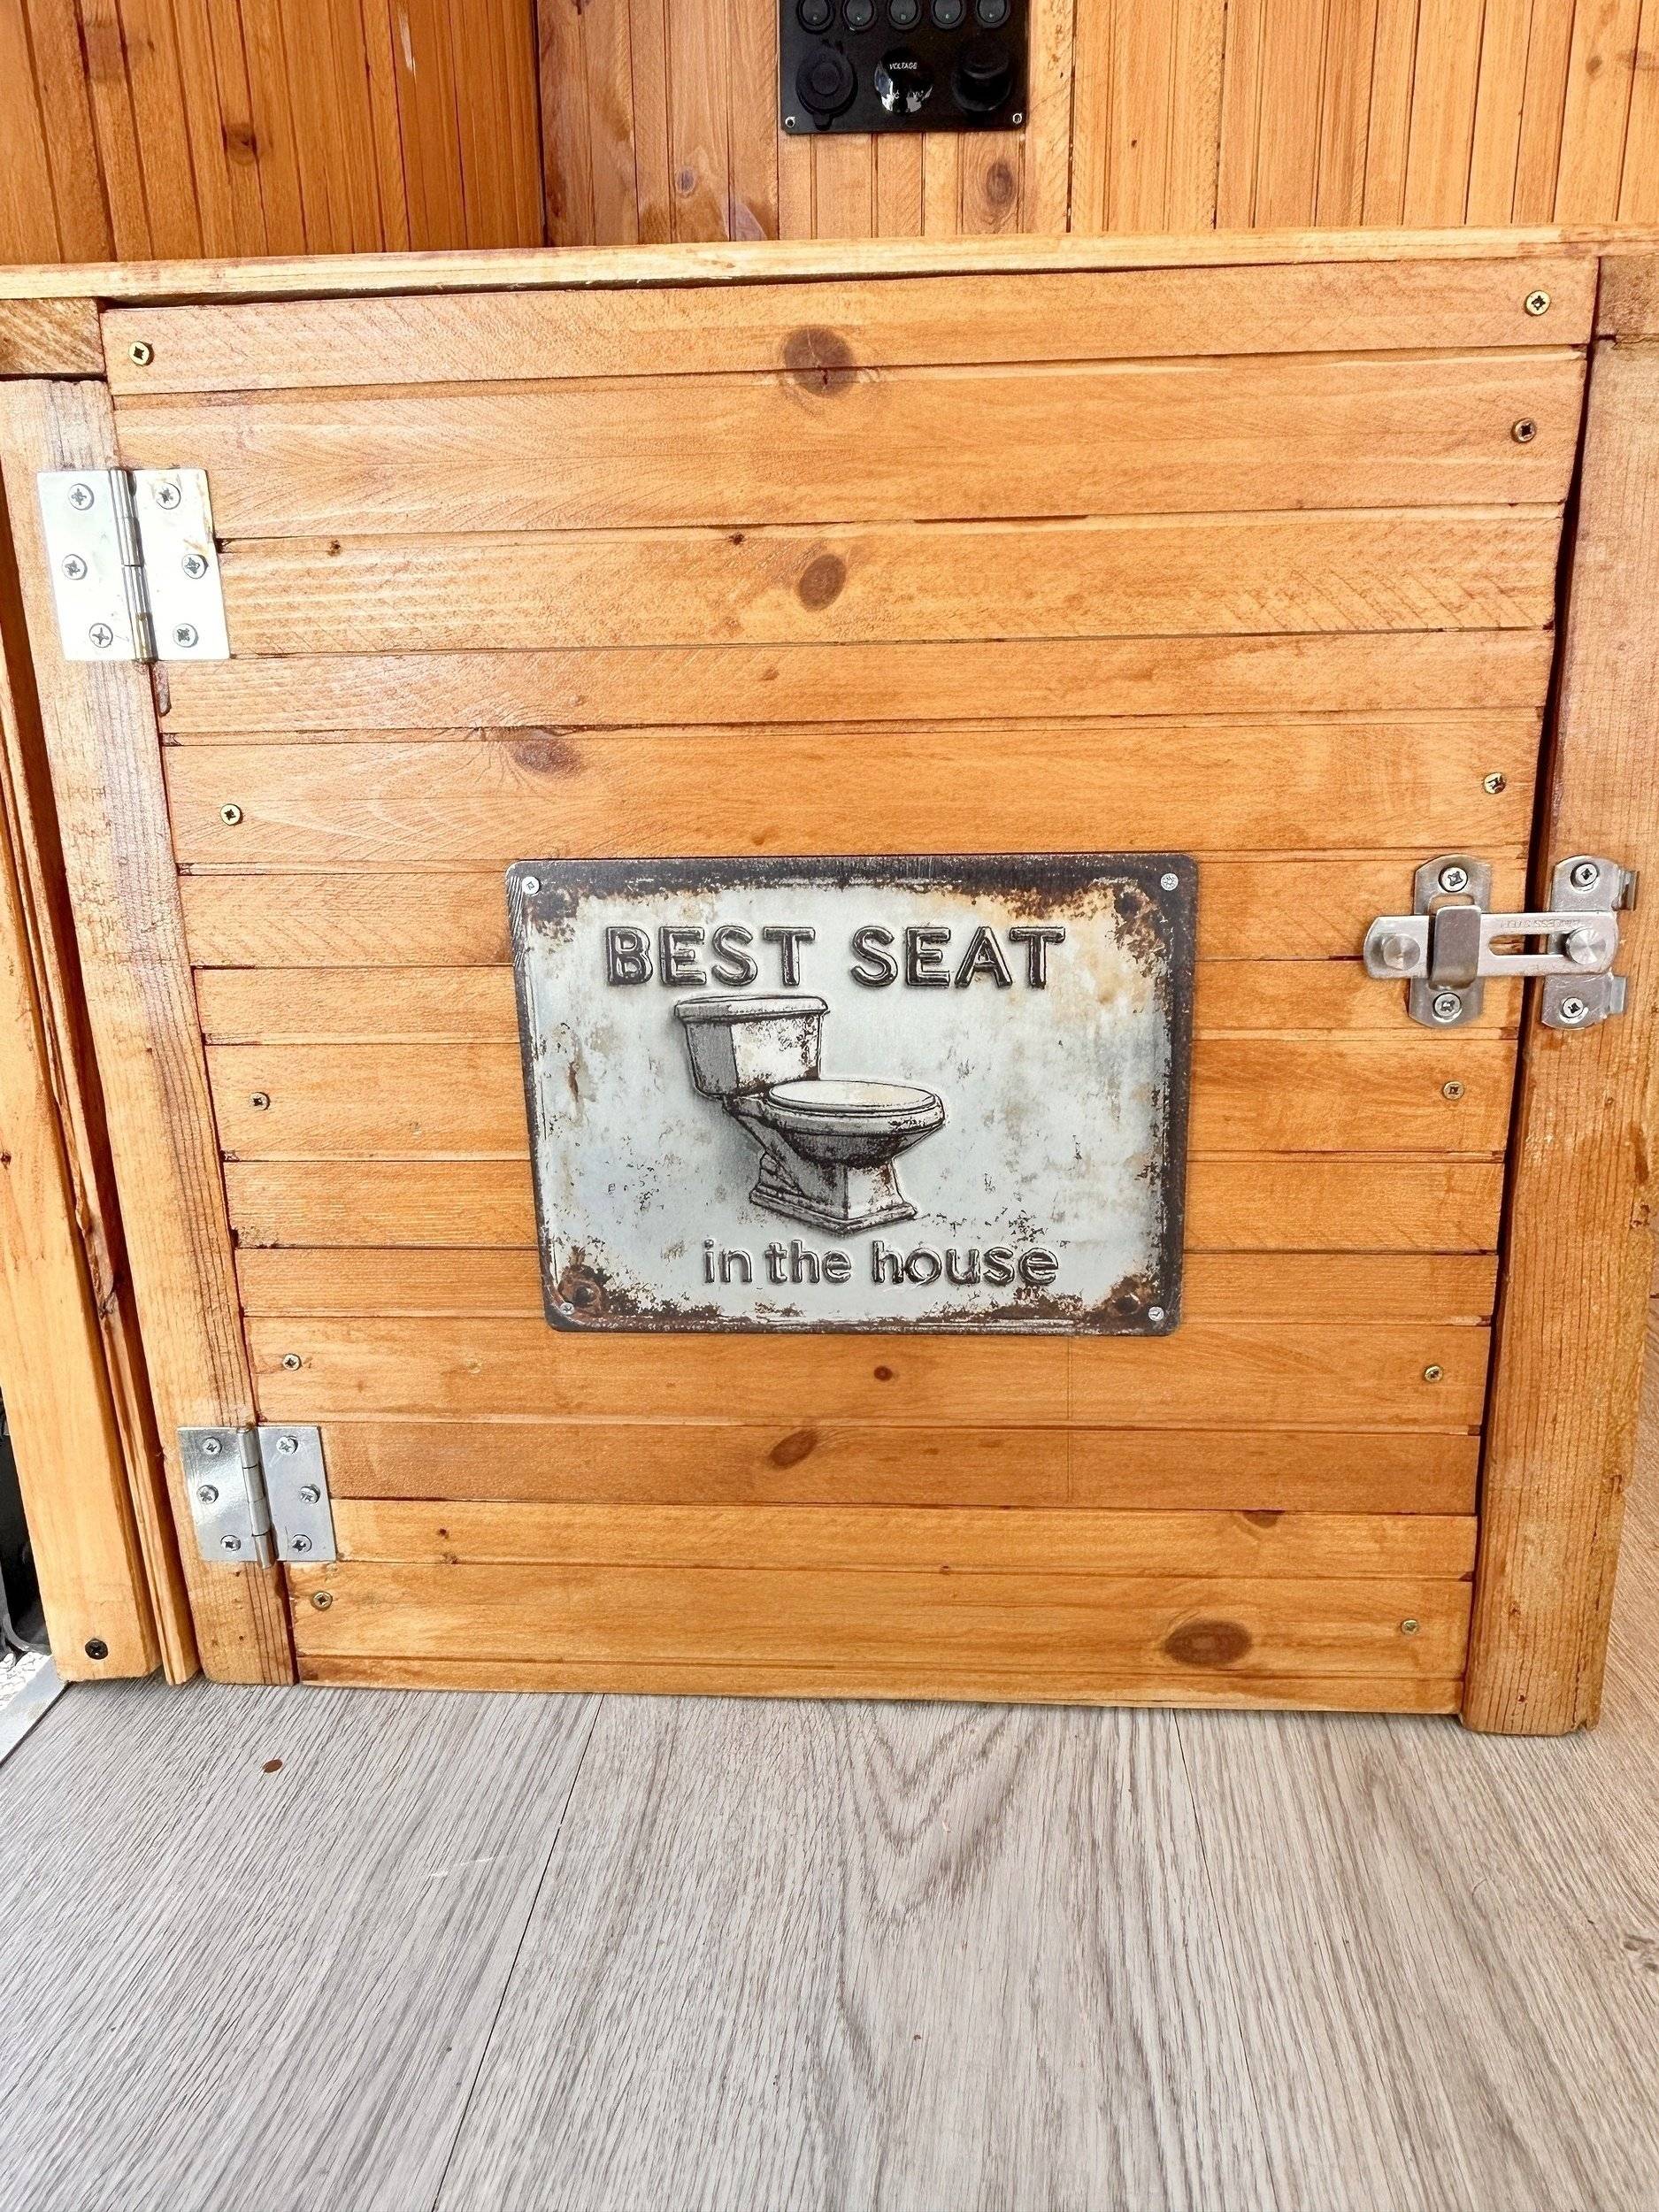 VOLTAGE
BEST SEAT
in the house